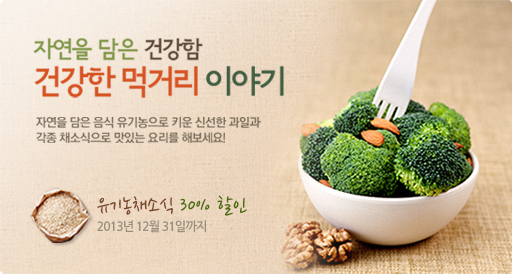 자연을 담은 건강함
건강한 먹거리 이야기
자연을 담은 음식 유기농으로 키운 신선한 과일과
각종 채소식으로 맛있는 요리를 해보세요!
유기농채소식 30% 할인
2013년 12월 31일까지